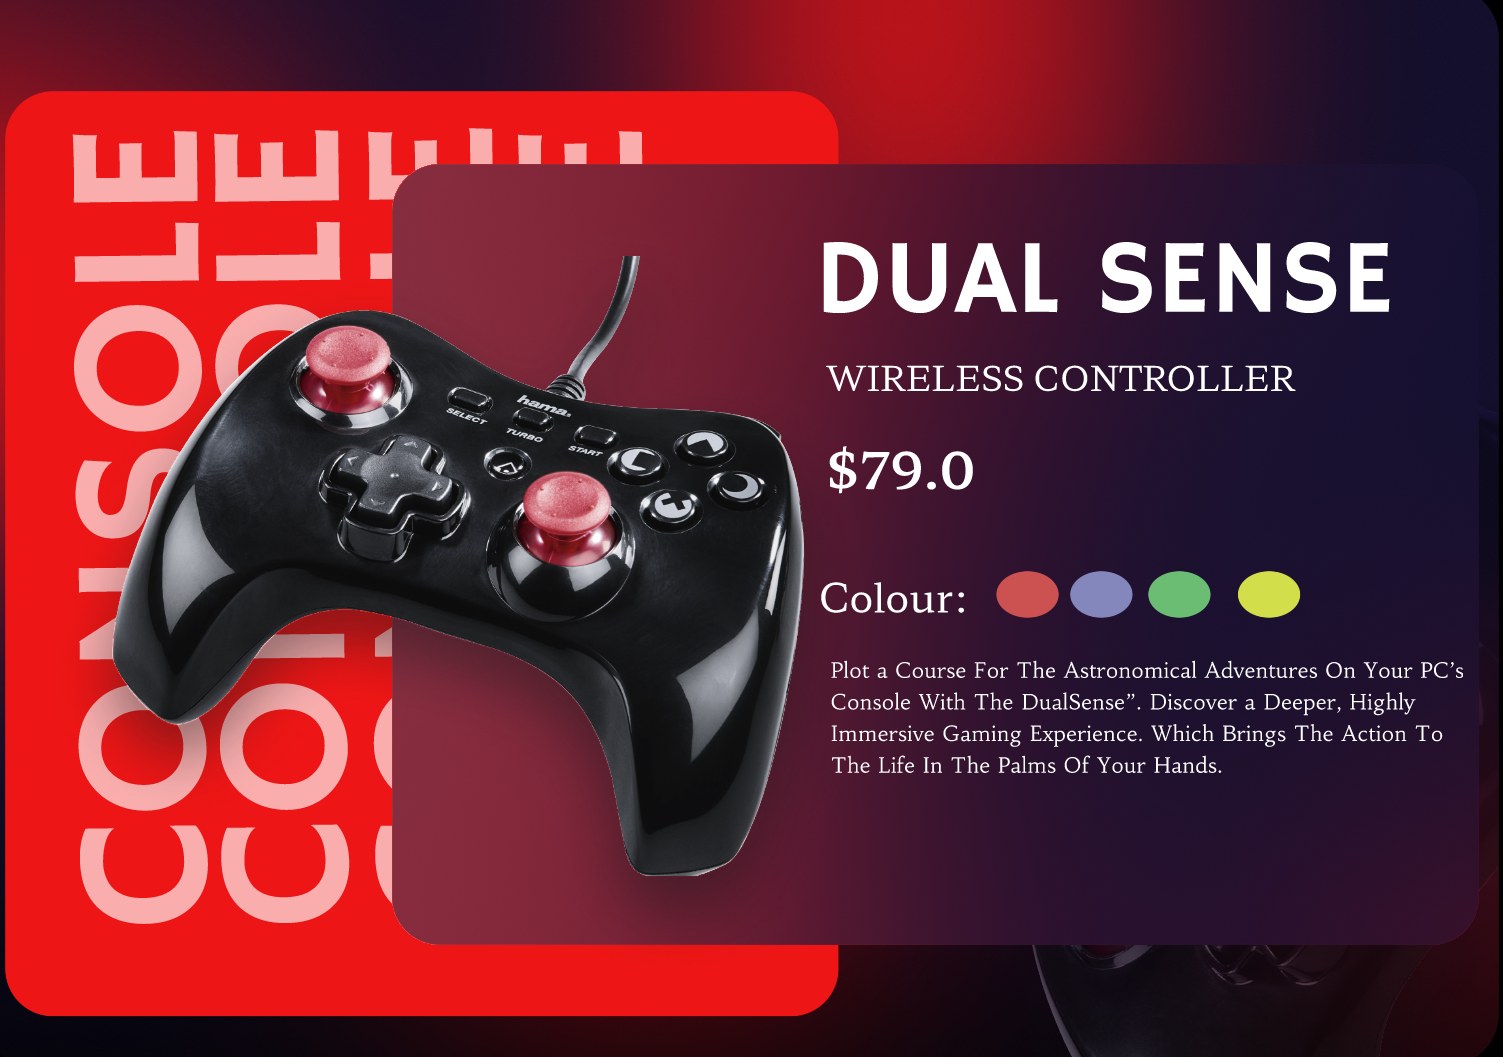 CONSOLE
CONSOLE
DUAL SENSE
WIRELESS CONTROLLER
$79.0
Colour:
Plot a Course For The Astronomical Adventures On Your PC’s
Console With The DualSense”. Discover a Deeper, Highly
Immersive Gaming Experience. Which Brings The Action To
The Life In The Palms Of Your Hands.
hama.
SELECT
TURBO
START